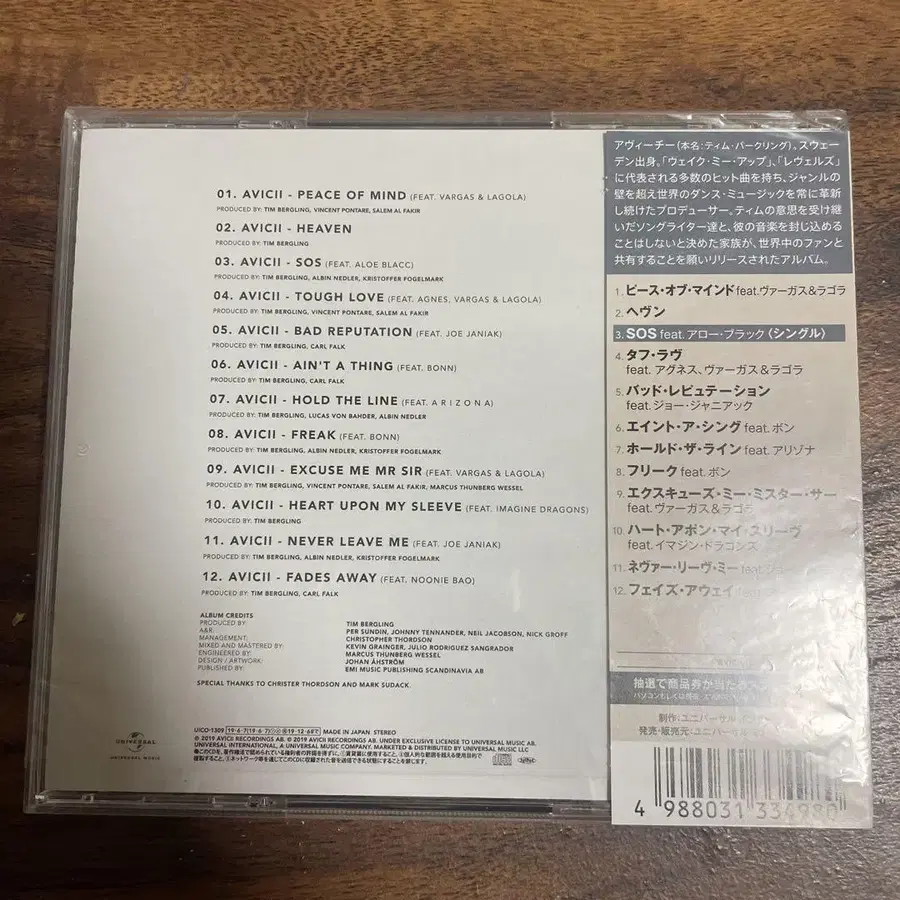 01. AVICII - PEACE OF MIND (FEAT. VARGAS & LAGOLA)
PRODUCED BY: TIM BERGLING, VINCENT PONTARE, SALEM AL FAKIR
02. AVICII - HEAVEN
PRODUCED BY: TIM BERGLING
03. AVICII - SOS (FEAT. ALOE BLACC)
PRODUCED BY: TIM BERGLING, ALBIN NEDLER, KRISTOFFER FOGELMARK
04. AVICII - TOUGH LOVE (FEAT. AGNES, VARGAS & LAGOLA)
PRODUCED BY: TIM BERGLING, VINCENT PONTARE, SALEM AL FAKIR
05. AVICII - BAD REPUTATION (FEAT. JOE JANIAK)
PRODUCED BY: TIM BERGLING, CARL FALK
06. AVICII - AIN'T A THING (FEAT. BONN)
PRODUCED BY: TIM BERGLING, CARL FALK
07. AVICII - HOLD THE LINE (FEAT. A R I Z O N A)
PRODUCED BY: TIM BERGLING, LUCAS VON BAHDER, ALBIN NEDLER
08. AVICII - FREAK (FEAT. BONN)
PRODUCED BY: TIM BERGLING, ALBIN NEDLER, KRISTOFFER FOGELMARK
09. AVICII - EXCUSE ME MR SIR (FEAT. VARGAS & LAGOLA)
PRODUCED BY: TIM BERGLING, VINCENT PONTARE, SALEM AL FAKIR, MARCUS THUNBERG WESSEL
10. AVICII - HEART UPON MY SLEEVE (FEAT. IMAGINE DRAGONS)
PRODUCED BY: TIM BERGLING
11. AVICII - NEVER LEAVE ME (FEAT. JOE JANIAK)
PRODUCED BY: TIM BERGLING, ALBIN NEDLER, KRISTOFFER FOGELMARK
12. AVICII - FADES AWAY (FEAT. NOONIE BAO)
PRODUCED BY: TIM BERGLING, CARL FALK
ALBUM CREDITS
PRODUCED BY: TIM BERGLING
A&R: PER SUNDIN, JOHNNY TENNANDER, NEIL JACOBSON, NICK GROFF
MANAGEMENT: CHRISTOPHER THORDSON
MIXED AND MASTERED BY: KEVIN GRAINGER, JULIO RODRIGUEZ SANGRADOR
ENGINEERED BY: MARCUS THUNBERG WESSEL
DESIGN / ARTWORK: JOHAN ÅHSTRÖM
PUBLISHED BY: EMI MUSIC PUBLISHING SCANDINAVIA AB
SPECIAL THANKS TO CHRISTER THORDSON AND MARK SUDACK.
UNIVERSAL
UNIVERSAL MUSIC
UICO-1309 19-12-6まで MADE IN JAPAN STEREO
℗ 2019 AVICII RECORDINGS AB. © 2019 AVICII RECORDINGS AB. UNDER EXCLUSIVE LICENSE TO UNIVERSAL MUSIC AB.
UNIVERSAL INTERNATIONAL, A UNIVERSAL MUSIC COMPANY. MARKETED & DISTRIBUTED BY UNIVERSAL MUSIC LLC
アヴィーチー(本名:ティム・バークリング)。スウェー
デン出身。「ヴェイク・ミー・アップ」、「レヴェルズ」
に代表される多数のヒット曲を持ち、ジャンルの
壁を超え世界のダンス・ミュージックを常に革新
し続けたプロデューサー。ティムの意思を受け継
いだソングライター達と、彼の音楽を封じ込める
ことはしないと決めた家族が、世界中のファンと
共有することを願いリリースされたアルバム。
1. ピース・オブ・マインド feat.ヴァーガス&ラゴラ
2. ヘヴン
3. SOS feat. アロー・ブラック〈シングル〉
4. タフ・ラヴ
feat. アグネス、ヴァーガス&ラゴラ
5. バッド・レピュテーション
feat. ジョー・ジャニアック
6. エイント・ア・シング feat. ボン
7. ホールド・ザ・ライン feat. アリゾナ
8. フリーク feat. ボン
9. エクスキューズ・ミー・ミスター・サー
feat. ヴァーガス&ラゴラ
10. ハート・アポン・マイ・スリーヴ
feat. イマジン・ドラゴンズ
11. ネヴァー・リーヴ・ミー feat.
12. フェイズ・アウェイ
抽選で商品券が当たる
制作:ユニバーサル
発売・販売元:ユニバーサル
4 988031 334980